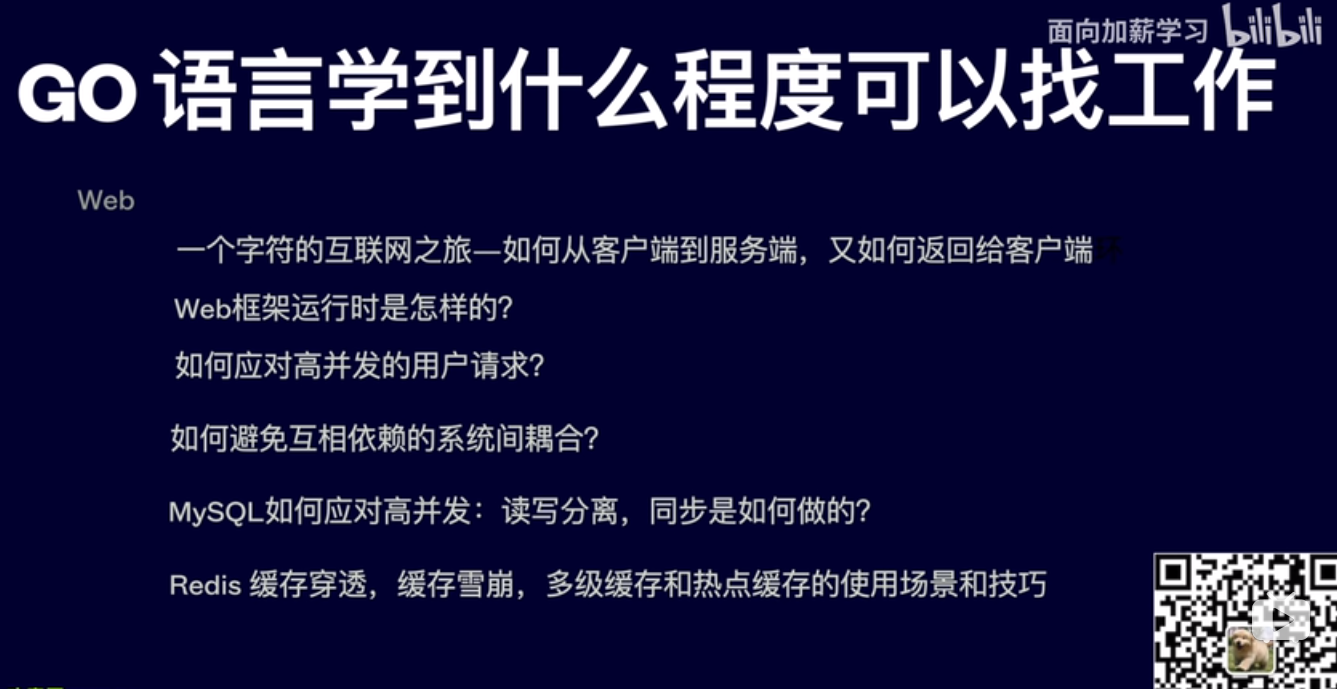 面向加薪学习 bilibili
GO 语言学到什么程度可以找工作
Web
一个字符的互联网之旅—如何从客户端到服务端，又如何返回给客户端环
Web框架运行时是怎样的？
如何应对高并发的用户请求？
如何避免互相依赖的系统间耦合？
MySQL如何应对高并发：读写分离，同步是如何做的？
Redis 缓存穿透，缓存雪崩，多级缓存和热点缓存的使用场景和技巧